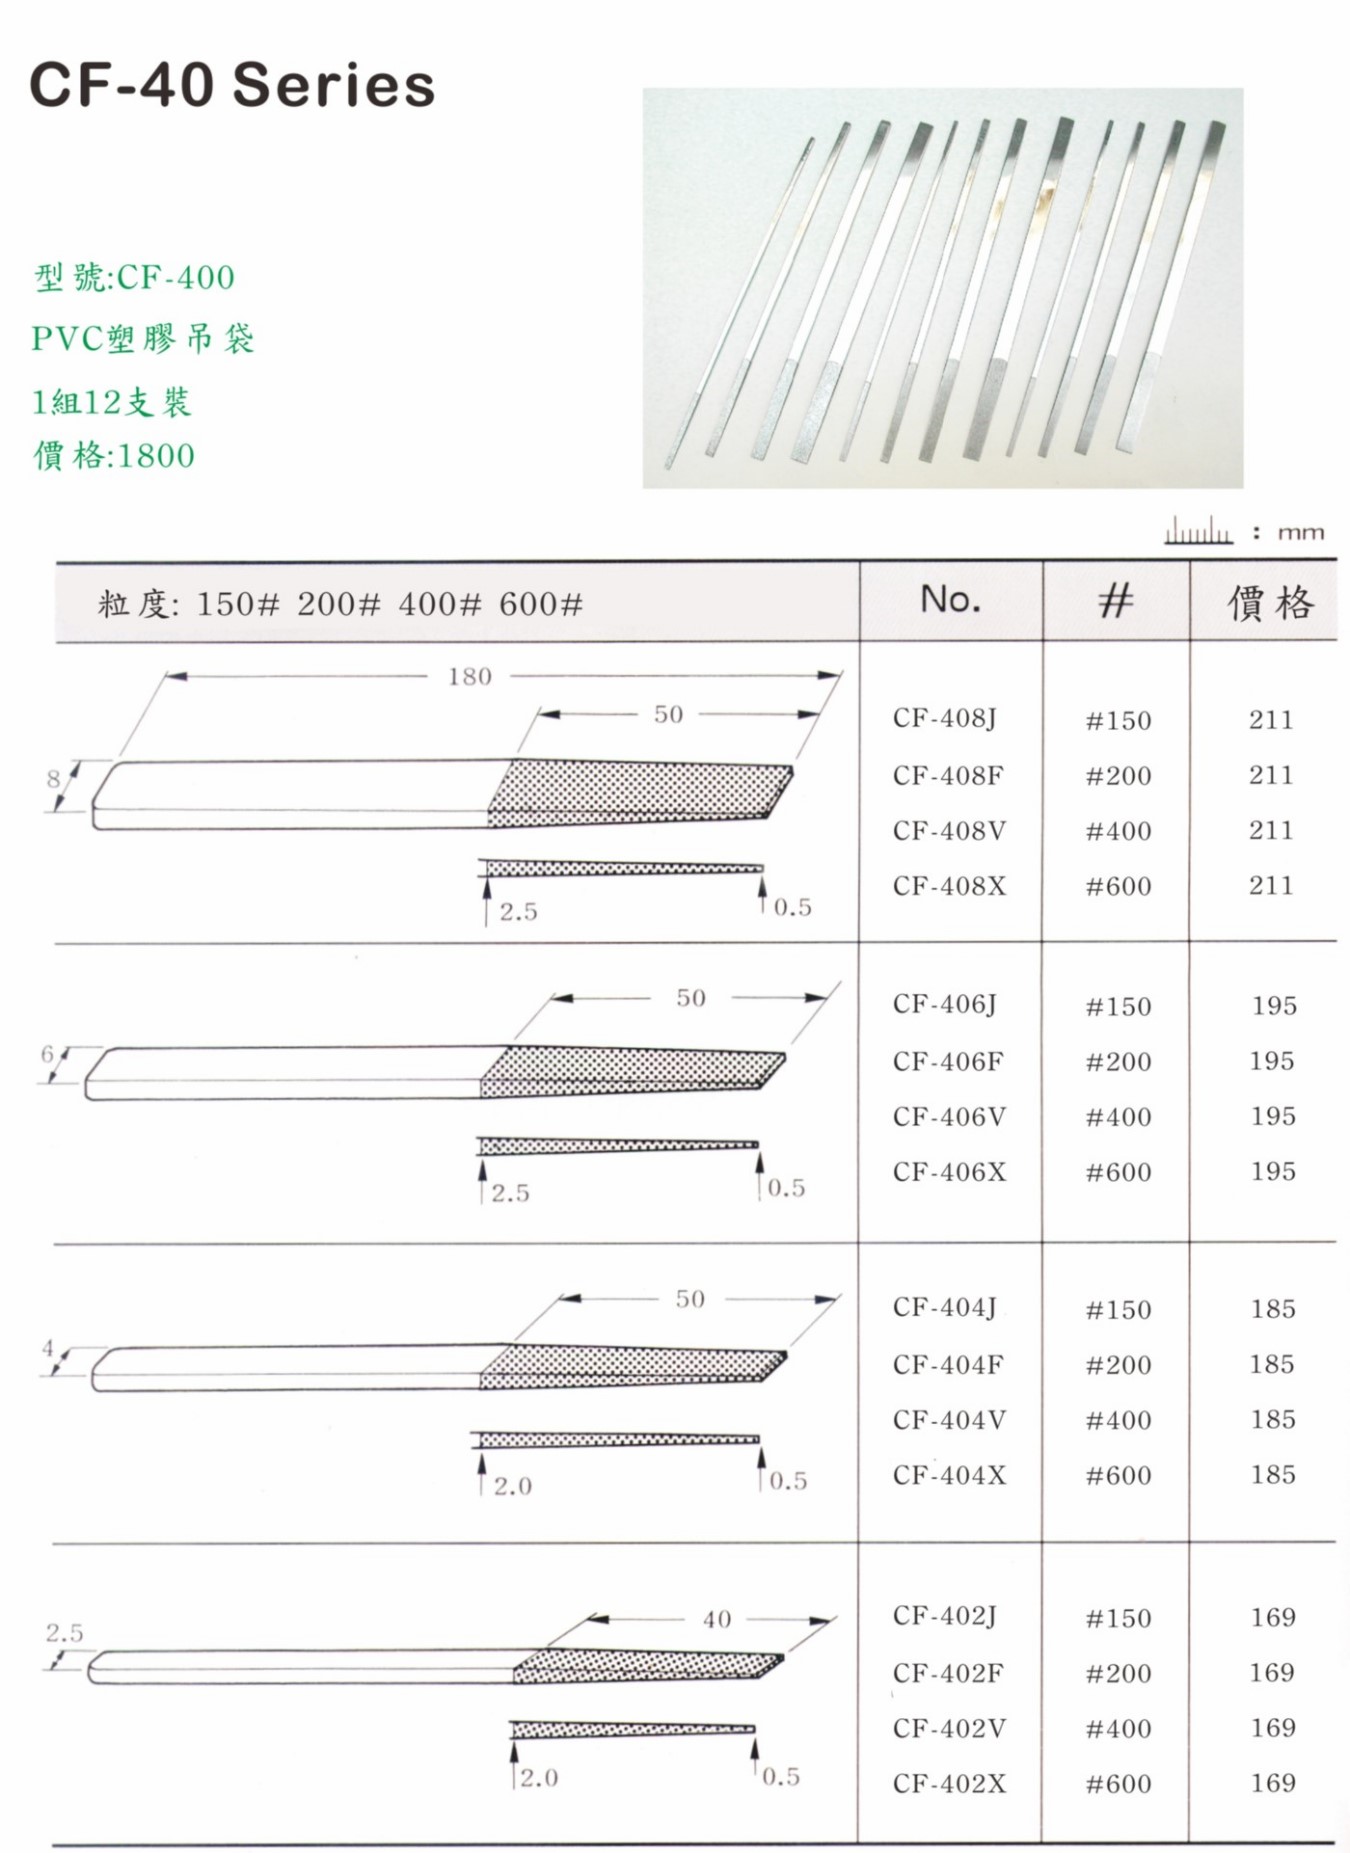 CF-40 Series
型號:CF-400
PVC塑膠吊袋
1組12支裝
價格:1800
: mm
粒度: 150# 200# 400# 600# No. # 價格
180
50
8
2.5 0.5
CF-408J #150 211
CF-408F #200 211
CF-408V #400 211
CF-408X #600 211
50
6
2.5 0.5
CF-406J #150 195
CF-406F #200 195
CF-406V #400 195
CF-406X #600 195
50
4
2.0 0.5
CF-404J #150 185
CF-404F #200 185
CF-404V #400 185
CF-404X #600 185
40
2.5
2.0 0.5
CF-402J #150 169
CF-402F #200 169
CF-402V #400 169
CF-402X #600 169